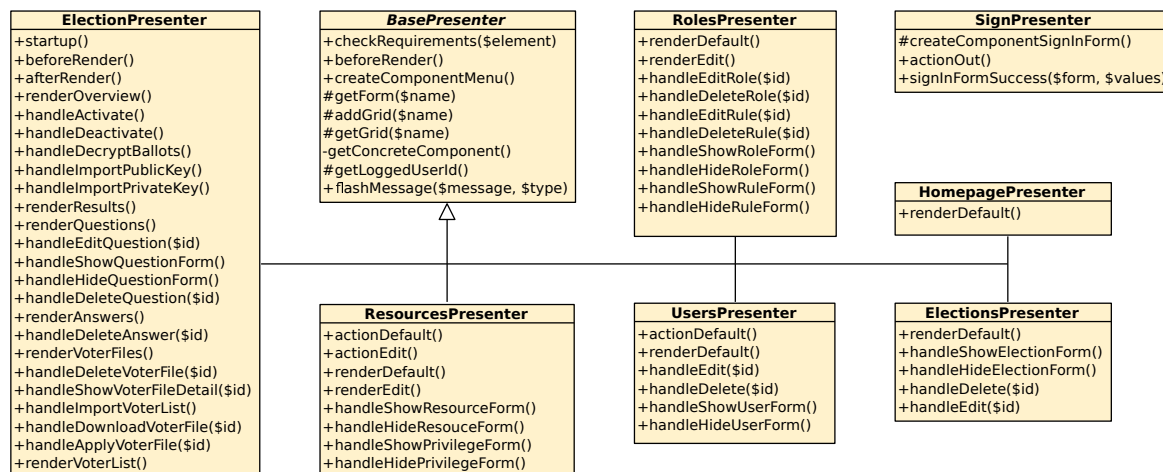 ElectionPresenter
+startup()
+beforeRender()
+afterRender()
+renderOverview()
+handleActivate()
+handleDeactivate()
+handleDecryptBallots()
+handleImportPublicKey()
+handleImportPrivateKey()
+renderResults()
+renderQuestions()
+handleEditQuestion($id)
+handleShowQuestionForm()
+handleHideQuestionForm()
+handleDeleteQuestion($id)
+renderAnswers()
+handleDeleteAnswer($id)
+renderVoterFiles()
+handleDeleteVoterFile($id)
+handleShowVoterFileDetail($id)
+handleImportVoterList()
+handleDownloadVoterFile($id)
+handleApplyVoterFile($id)
+renderVoterList()
BasePresenter
+checkRequirements($element)
+beforeRender()
+createComponentMenu()
#getForm($name)
#addGrid($name)
#getGrid($name)
-getConcreteComponent()
#getLoggedUserId()
+flashMessage($message, $type)
RolesPresenter
+renderDefault()
+renderEdit()
+handleEditRole($id)
+handleDeleteRole($id)
+handleEditRule($id)
+handleDeleteRule($id)
+handleShowRoleForm()
+handleHideRoleForm()
+handleShowRuleForm()
+handleHideRuleForm()
SignPresenter
#createComponentSignInForm()
+actionOut()
+signInFormSuccess($form, $values)
HomepagePresenter
+renderDefault()
ResourcesPresenter
+actionDefault()
+actionEdit()
+renderDefault()
+renderEdit()
+handleShowResourceForm()
+handleHideResouceForm()
+handleShowPrivilegeForm()
+handleHidePrivilegeForm()
UsersPresenter
+actionDefault()
+renderDefault()
+handleEdit($id)
+handleDelete($id)
+handleShowUserForm()
+handleHideUserForm()
ElectionsPresenter
+renderDefault()
+handleShowElectionForm()
+handleHideElectionForm()
+handleDelete($id)
+handleEdit($id)